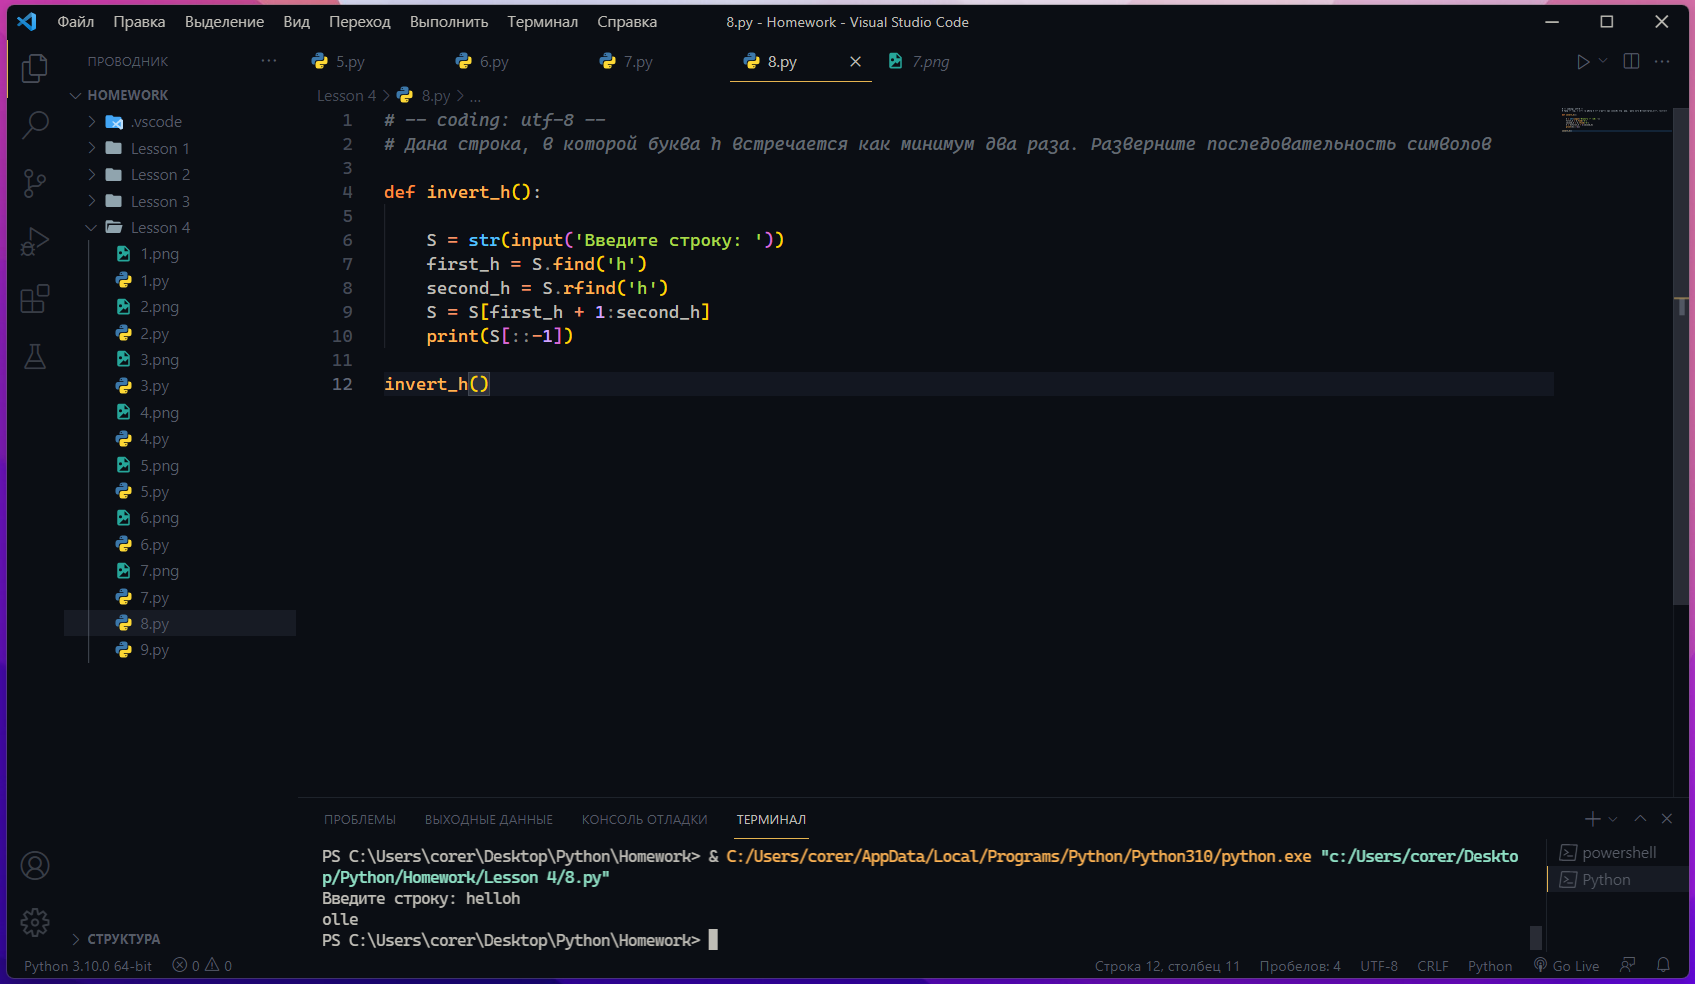 Файл Правка Выделение Вид Переход Выполнить Терминал Справка 8.py - Homework - Visual Studio Code
ПРОВОДНИК
HOMEWORK
.vscode
Lesson 1
Lesson 2
Lesson 3
Lesson 4
1.png
1.py
2.png
2.py
3.png
3.py
4.png
4.py
5.png
5.py
6.png
6.py
7.png
7.py
8.py
9.py
СТРУКТУРА
5.py 6.py 7.py 8.py 7.png
Lesson 4 > 8.py > ...
1 # -- coding: utf-8 --
2 # Дана строка, в которой буква h встречается как минимум два раза. Разверните последовательность символов
3
4 def invert_h():
5
6 S = str(input('Введите строку: '))
7 first_h = S.find('h')
8 second_h = S.rfind('h')
9 S = S[first_h + 1:second_h]
10 print(S[::-1])
11
12 invert_h()
ПРОБЛЕМЫ ВЫХОДНЫЕ ДАННЫЕ КОНСОЛЬ ОТЛАДКИ ТЕРМИНАЛ
PS C:\Users\corer\Desktop\Python\Homework> & C:/Users/corer/AppData/Local/Programs/Python/Python310/python.exe "c:/Users/corer/Deskto
p/Python/Homework/Lesson 4/8.py"
Введите строку: helloh
olle
PS C:\Users\corer\Desktop\Python\Homework>
powershell
Python
Python 3.10.0 64-bit 0 0 Строка 12, столбец 11 Пробелов: 4 UTF-8 CRLF Python Go Live